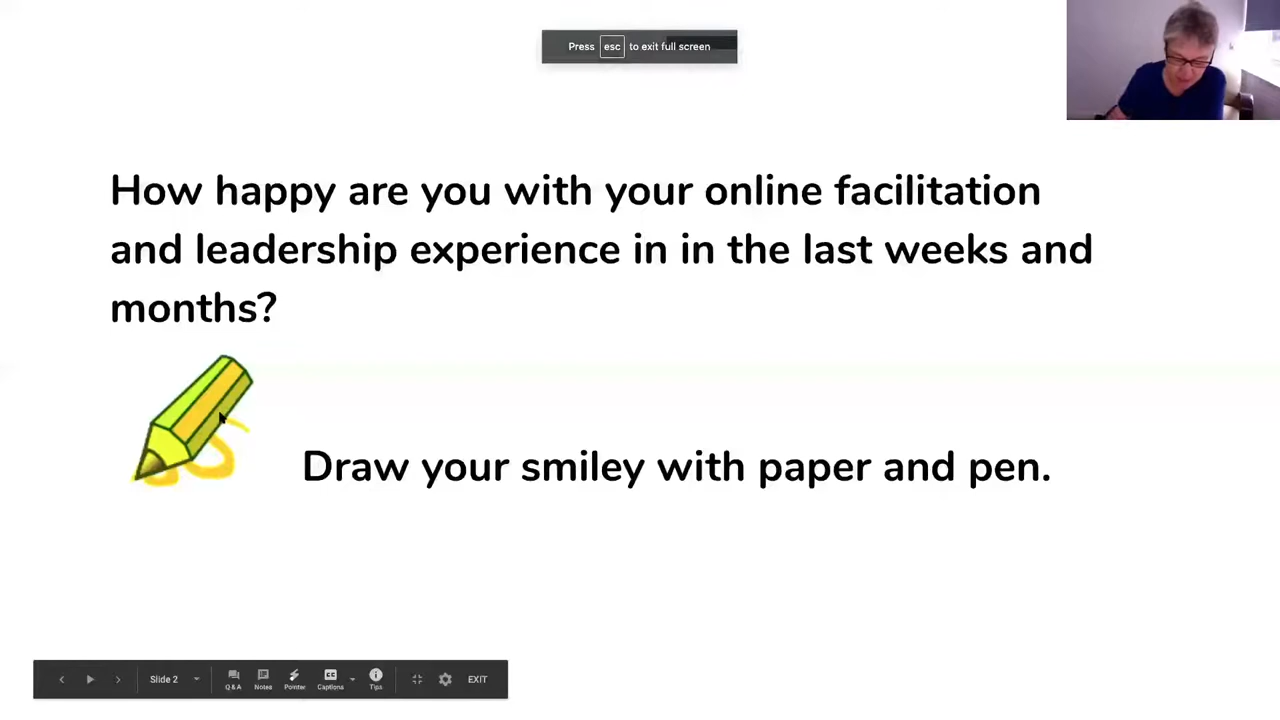 Press esc to exit full screen
How happy are you with your online facilitation
and leadership experience in in the last weeks and
months?
Draw your smiley with paper and pen.
Slide 2
Q&A
Notes
Pointer
CC
Captions
Tips
EXIT